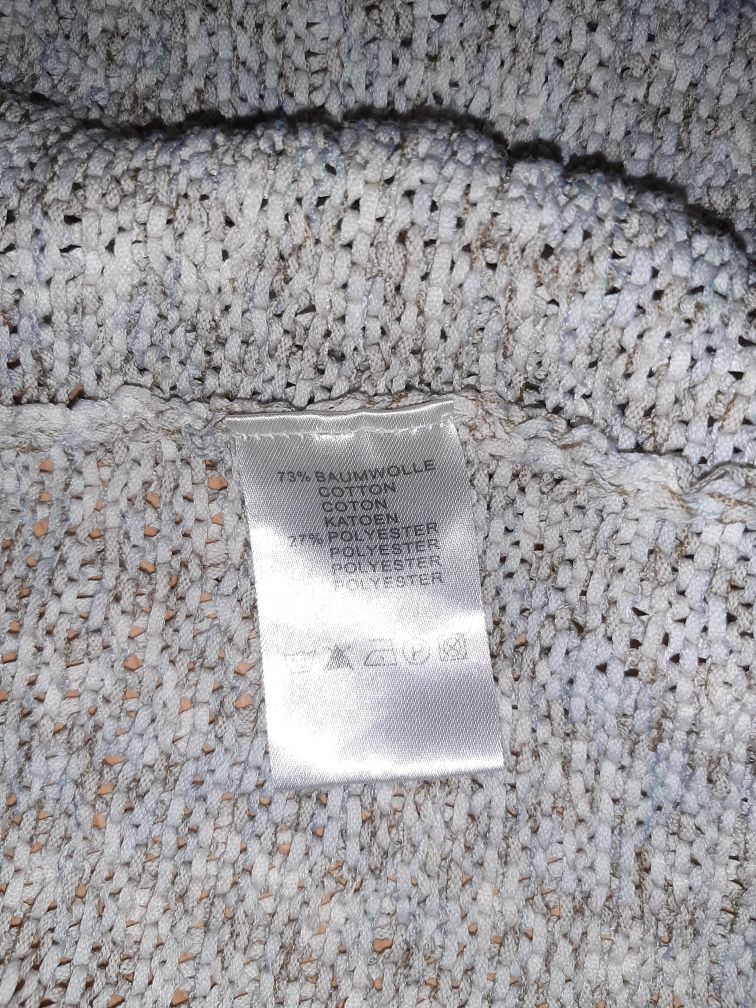 73% BAUMWOLLE
COTTON
COTON
KATOEN
27% POLYESTER
POLYESTER
POLYESTER
POLYESTER
P